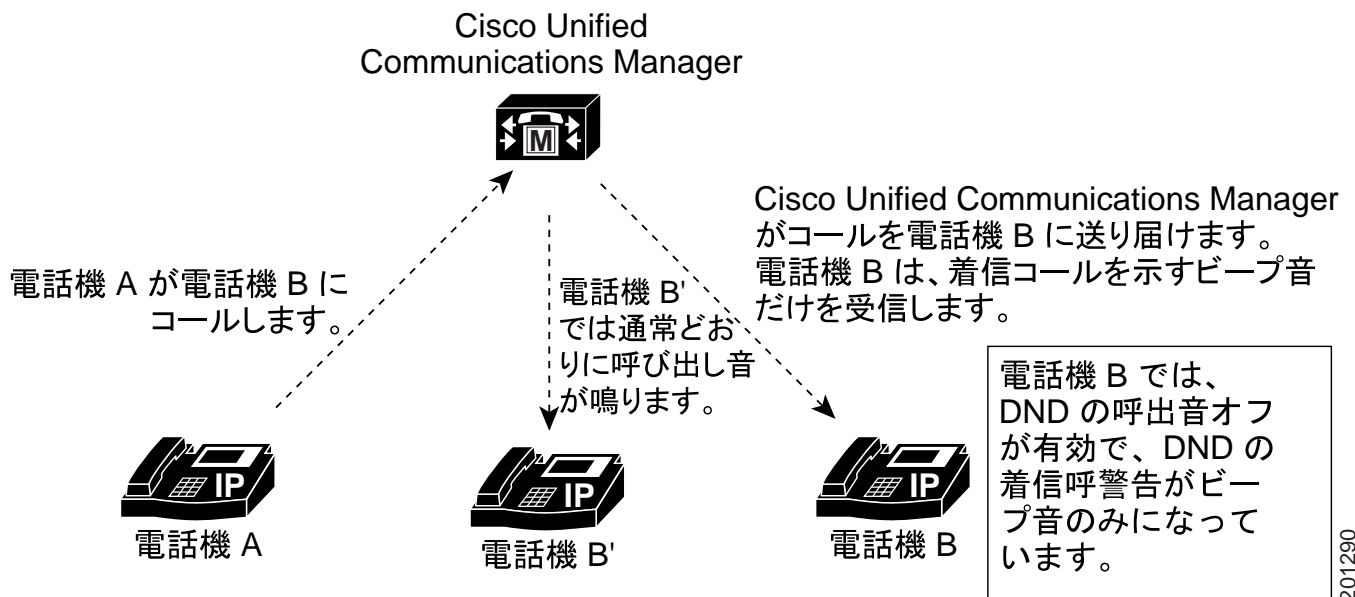 Cisco Unified
Communications Manager
M
Cisco Unified Communications Manager
がコールを電話機 B に送り届けます。
電話機 B は、着信コールを示すビープ音
だけを受信します。
電話機 A が電話機 B に
コールします。
電話機 B'
では通常どお
りに呼び出し音
が鳴ります。
電話機 B では、
DND の呼出音オフ
が有効で、DND の
着信呼警告がビー
プ音のみになって
います。
IP
電話機 A
IP
電話機 B'
IP
電話機 B
201290